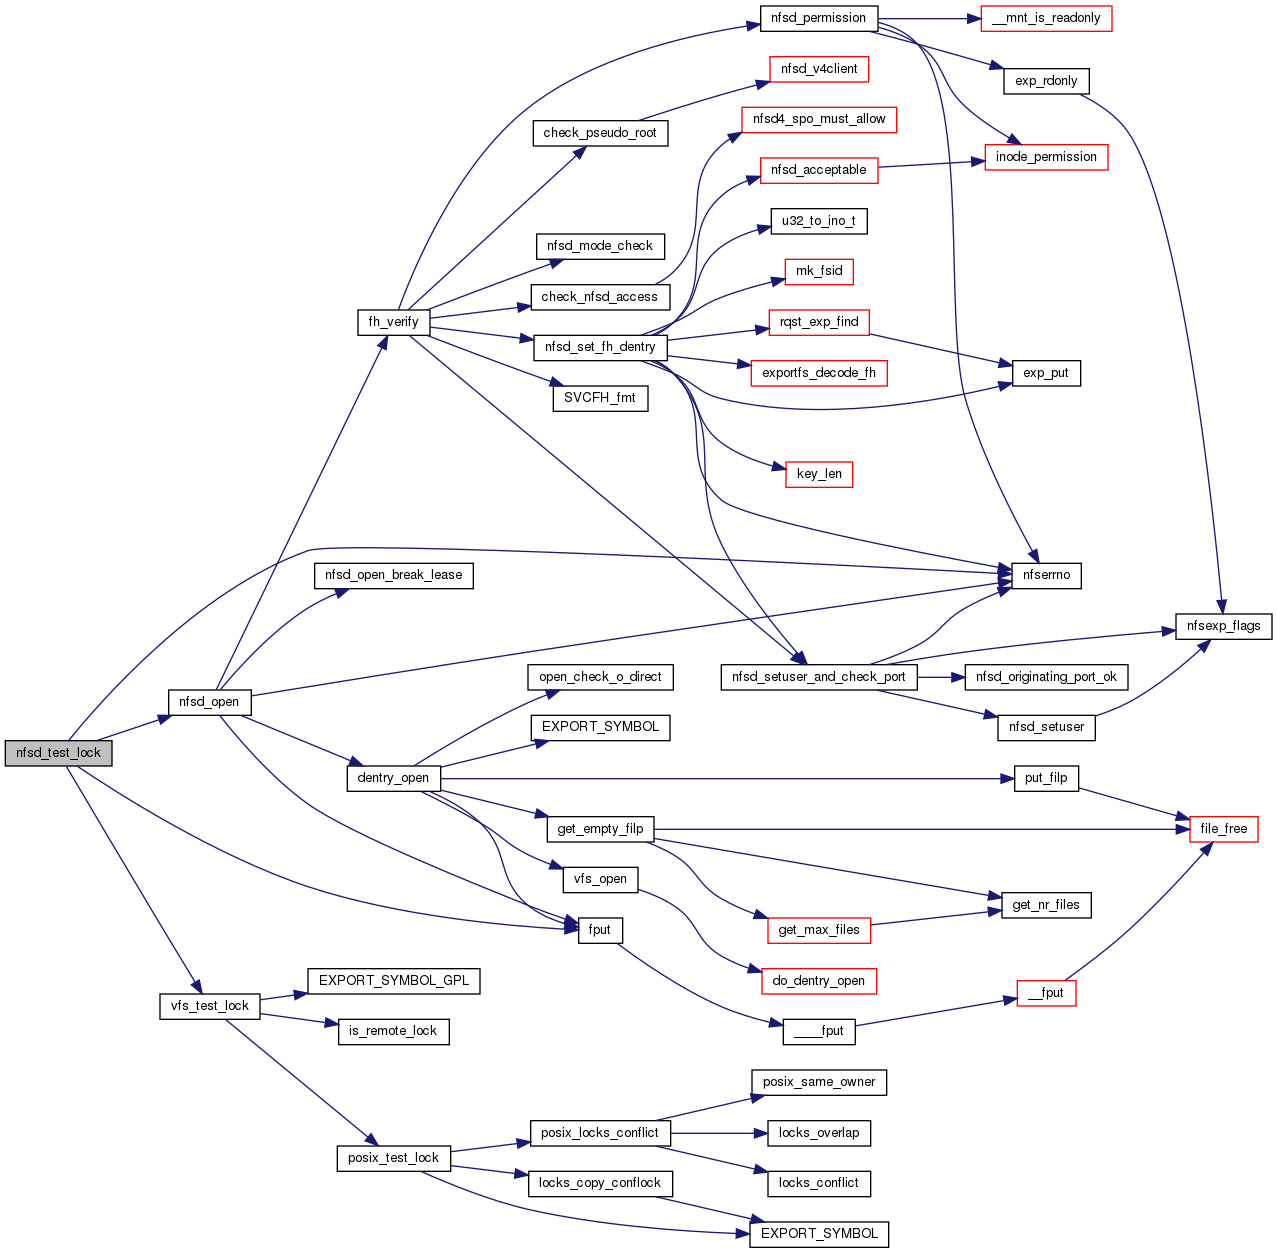 nfsd_permission
__mnt_is_readonly
nfsd_v4client
exp_rdonly
nfsd4_spo_must_allow
check_pseudo_root
inode_permission
nfsd_acceptable
u32_to_ino_t
nfsd_mode_check
mk_fsid
check_nfsd_access
fh_verify
rqst_exp_find
nfsd_set_fh_dentry
exportfs_decode_fh
exp_put
SVCFH_fmt
key_len
nfsd_open_break_lease
nfserrno
nfsexp_flags
open_check_o_direct
nfsd_setuser_and_check_port
nfsd_originating_port_ok
nfsd_open
EXPORT_SYMBOL
nfsd_setuser
nfsd_test_lock
dentry_open
put_filp
get_empty_filp
file_free
vfs_open
get_nr_files
fput
get_max_files
EXPORT_SYMBOL_GPL
do_dentry_open
__fput
vfs_test_lock
is_remote_lock
____fput
posix_same_owner
posix_locks_conflict
locks_overlap
posix_test_lock
locks_copy_conflock
locks_conflict
EXPORT_SYMBOL